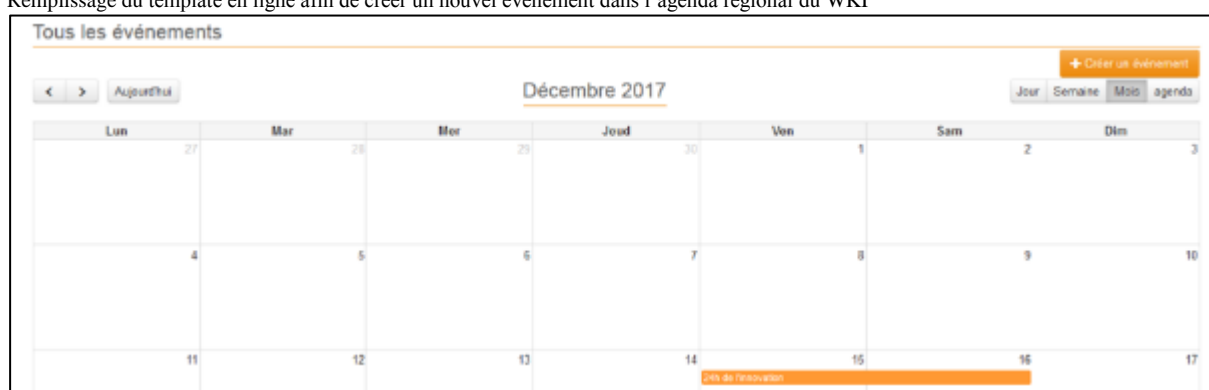 Remplissage du template en ligne afin de créer un nouvel événement dans l'agenda régional du WKI
Tous les événements
+ Créer un événement
< > Aujourd'hui
Décembre 2017
Jour Semaine Mois agenda
Lun Mar Mer Joud Ven Sam Dim
27 28 29 30 1 2 3
4 5 6 7 8 9 10
11 12 13 14 15 16 17
24h de l'innovation